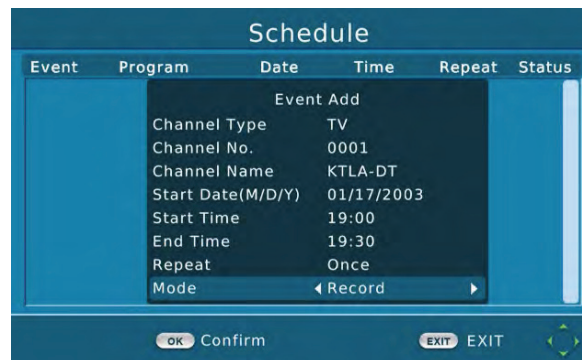 Schedule
Event Program Date Time Repeat Status
Event Add
Channel Type TV
Channel No. 0001
Channel Name KTLA-DT
Start Date(M/D/Y) 01/17/2003
Start Time 19:00
End Time 19:30
Repeat Once
Mode Record
OK Confirm EXIT EXIT